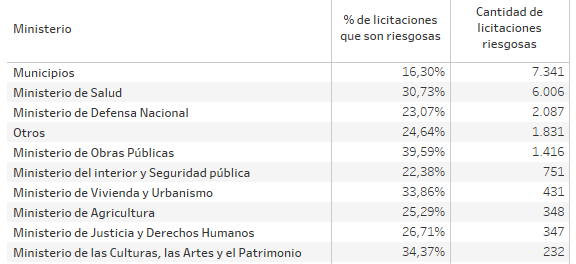 Ministerio % de licitaciones que son riesgosas Cantidad de licitaciones riesgosas
Municipios 16,30% 7.341
Ministerio de Salud 30,73% 6.006
Ministerio de Defensa Nacional 23,07% 2.087
Otros 24,64% 1.831
Ministerio de Obras Públicas 39,59% 1.416
Ministerio del interior y Seguridad pública 22,38% 751
Ministerio de Vivienda y Urbanismo 33,86% 431
Ministerio de Agricultura 25,29% 348
Ministerio de Justicia y Derechos Humanos 26,71% 347
Ministerio de las Culturas, las Artes y el Patrimonio 34,37% 232